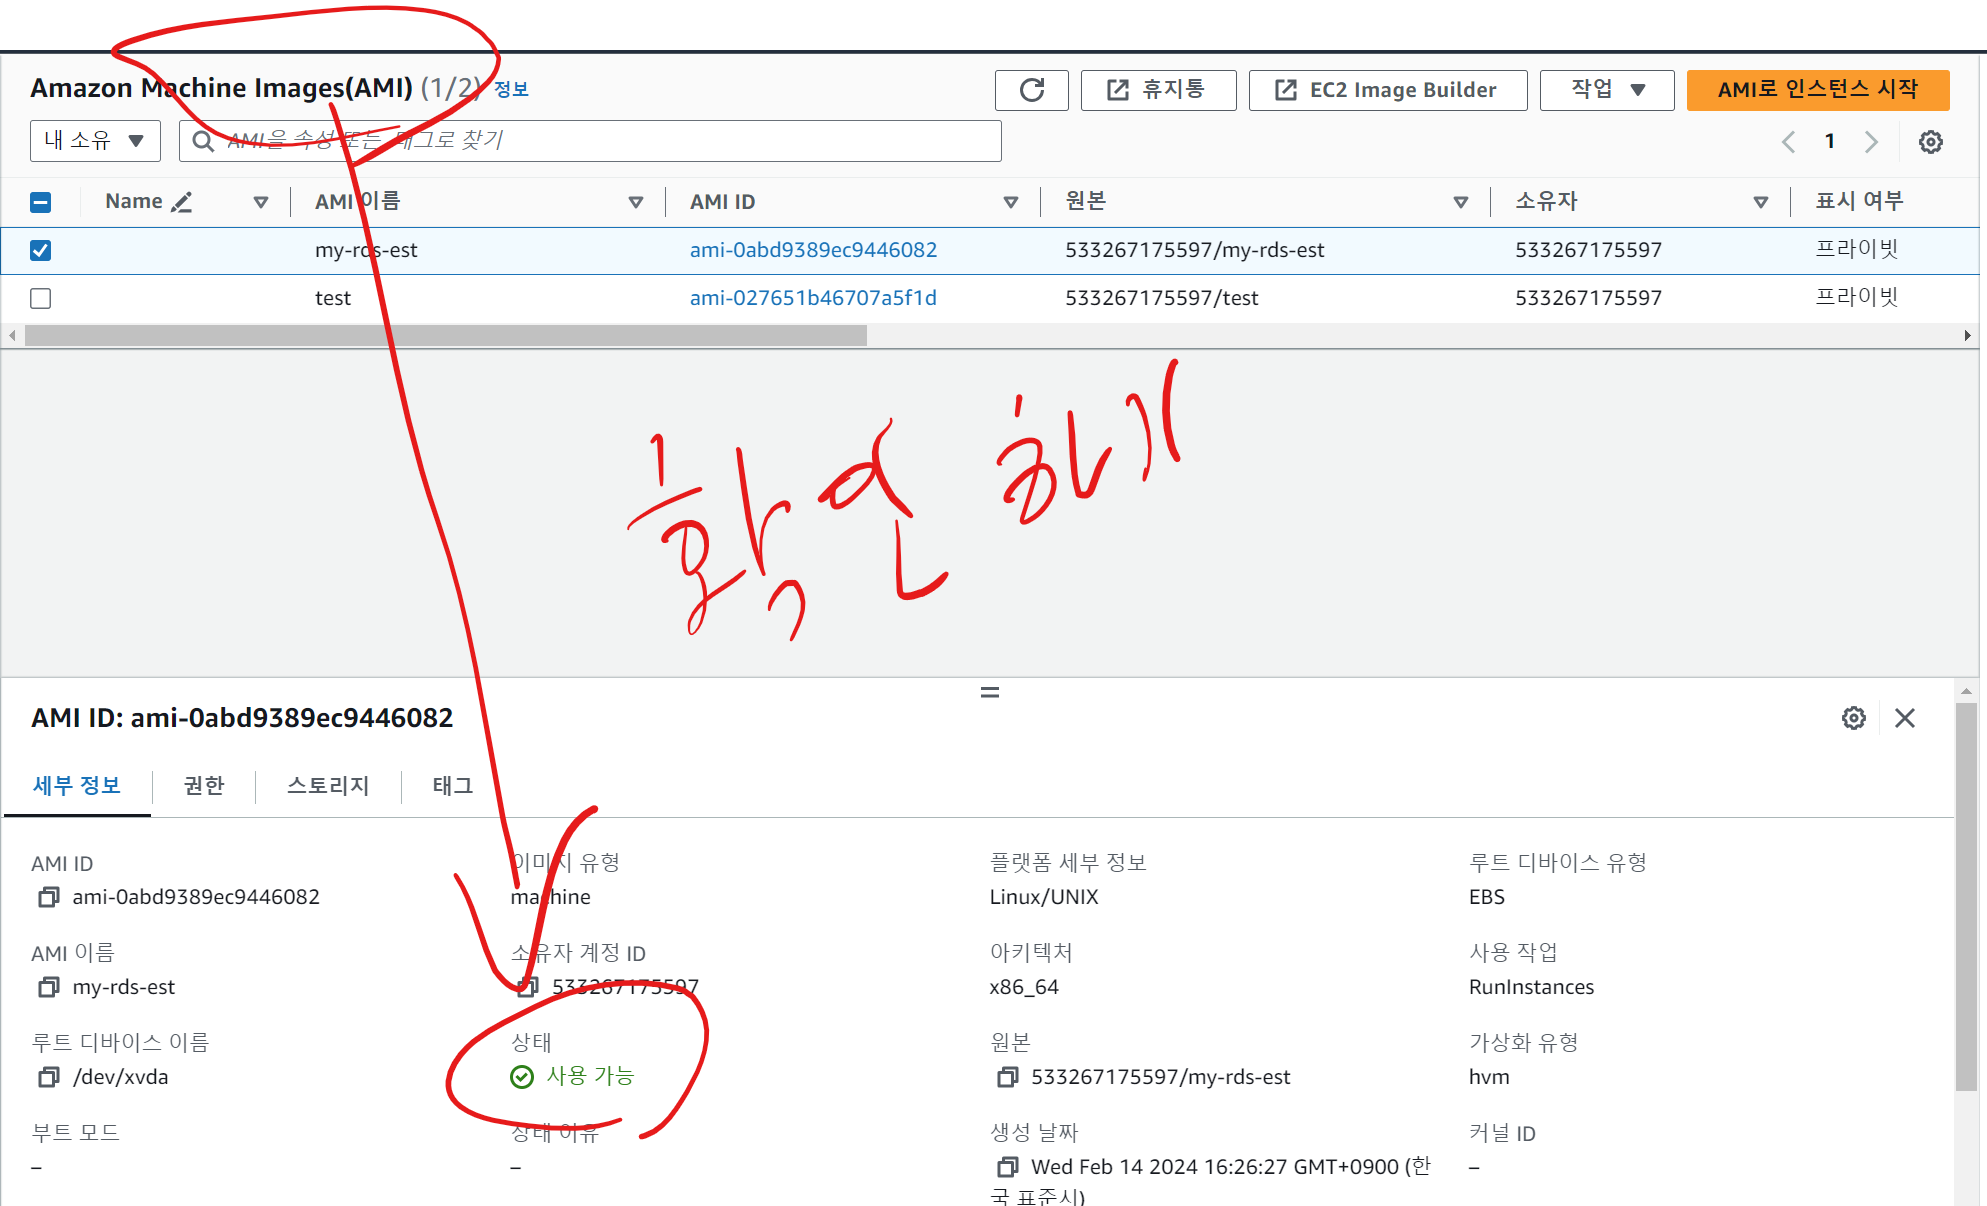 Amazon Machine Images(AMI) (1/2) 정보
휴지통
EC2 Image Builder
작업
AMI로 인스턴스 시작
내 소유
AMI을 속성 또는 태그로 찾기
1
Name AMI 이름 AMI ID 원본 소유자 표시 여부
my-rds-est ami-0abd9389ec9446082 533267175597/my-rds-est 533267175597 프라이빗
test ami-027651b46707a5f1d 533267175597/test 533267175597 프라이빗
확인 하기
AMI ID: ami-0abd9389ec9446082
세부 정보 권한 스토리지 태그
AMI ID 이미지 유형 플랫폼 세부 정보 루트 디바이스 유형
ami-0abd9389ec9446082 machine Linux/UNIX EBS
AMI 이름 소유자 계정 ID 아키텍처 사용 작업
my-rds-est 533267175597 x86_64 RunInstances
루트 디바이스 이름 상태 원본 가상화 유형
/dev/xvda 사용 가능 533267175597/my-rds-est hvm
부트 모드 상태 이유 생성 날짜 커널 ID
– – Wed Feb 14 2024 16:26:27 GMT+0900 (한 –
국 표준시)